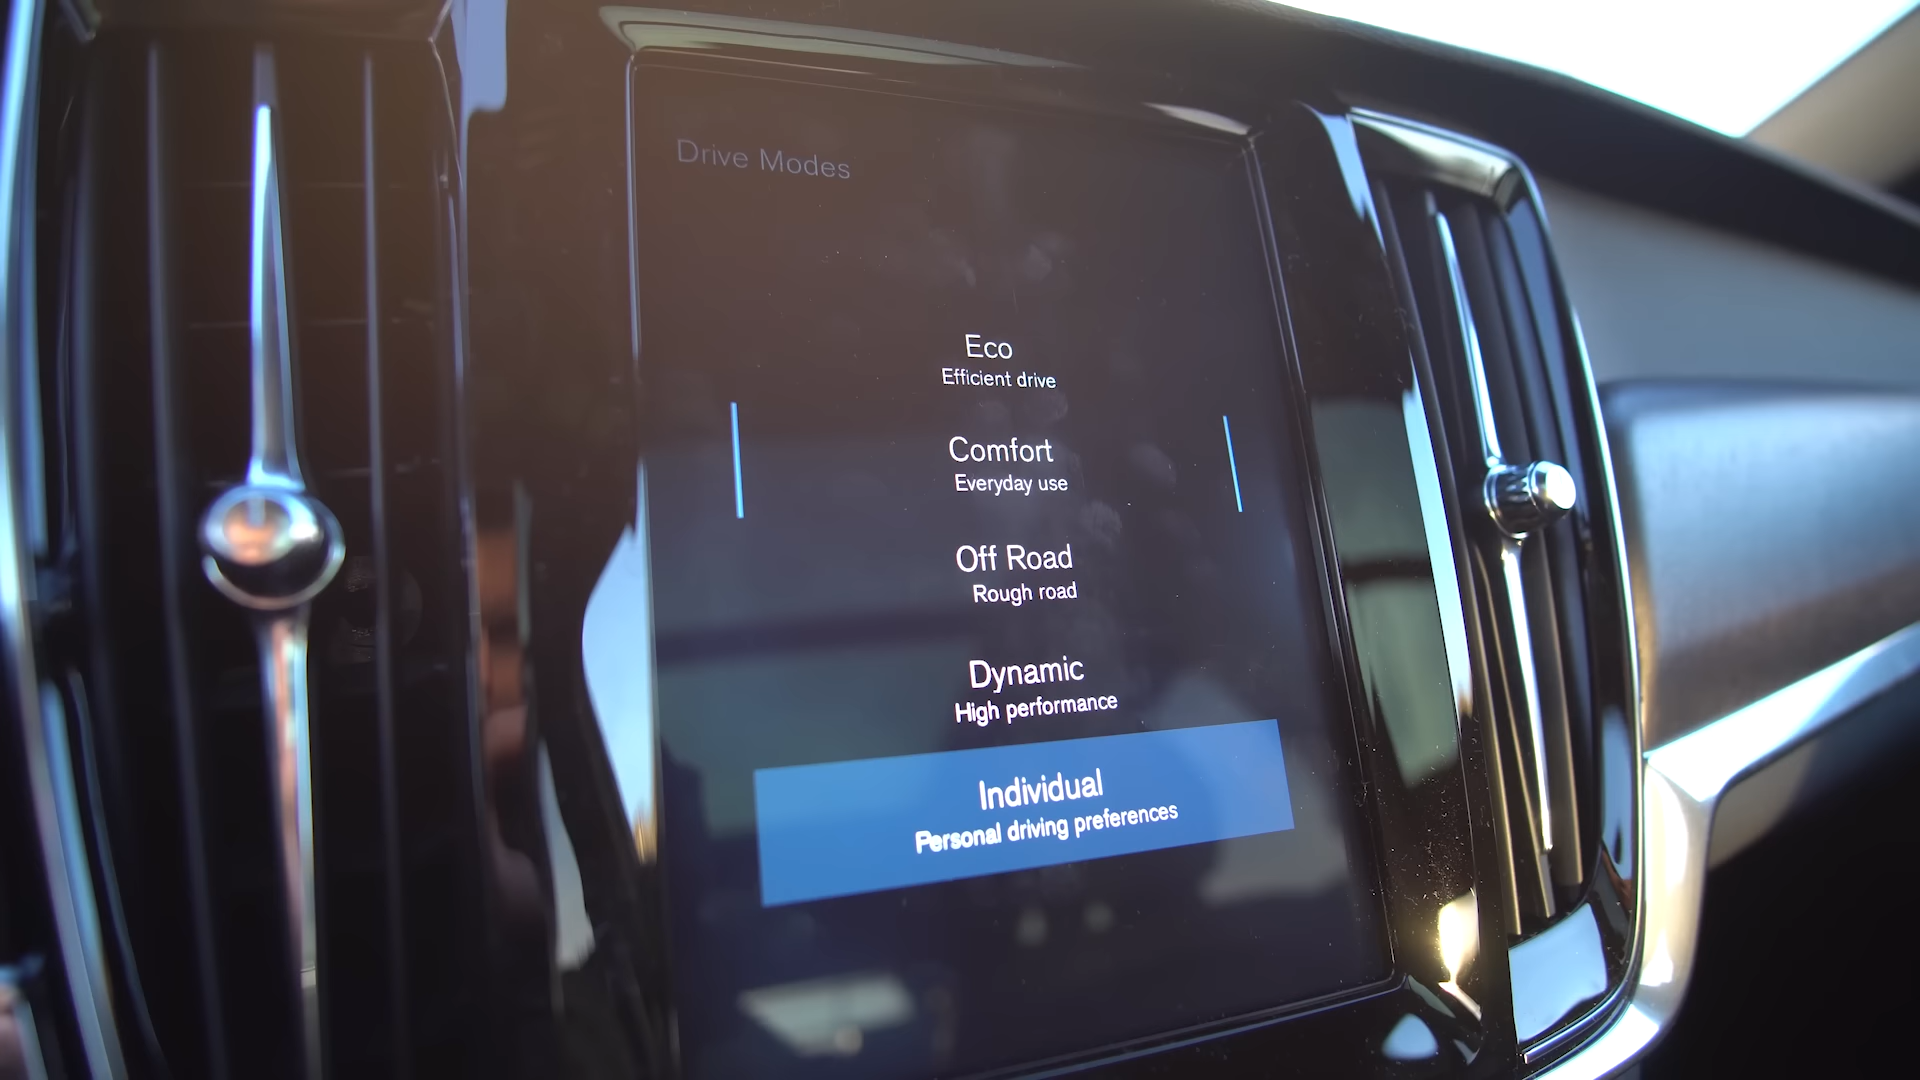 Drive Modes
Eco
Efficient drive
Comfort
Everyday use
Off Road
Rough road
Dynamic
High performance
Individual
Personal driving preferences